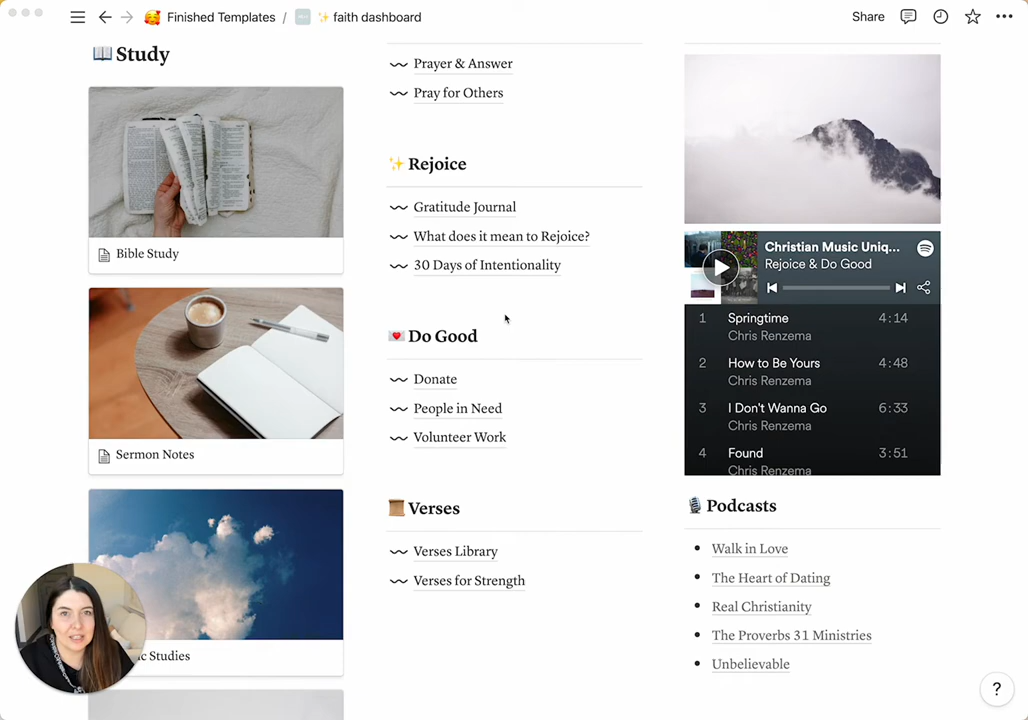 Finished Templates / ✨ faith dashboard
Share
📖 Study
Bible Study
Sermon Notes
c Studies
Prayer & Answer
Pray for Others
✨ Rejoice
Gratitude Journal
What does it mean to Rejoice?
30 Days of Intentionality
💌 Do Good
Donate
People in Need
Volunteer Work
📜 Verses
Verses Library
Verses for Strength
Christian Music Uniq...
Rejoice & Do Good
1 Springtime 4:14
Chris Renzema
2 How to Be Yours 4:48
Chris Renzema
3 I Don't Wanna Go 6:33
Chris Renzema
4 Found 3:51
Chris Renzema
🎙️ Podcasts
• Walk in Love
• The Heart of Dating
• Real Christianity
• The Proverbs 31 Ministries
• Unbelievable
?